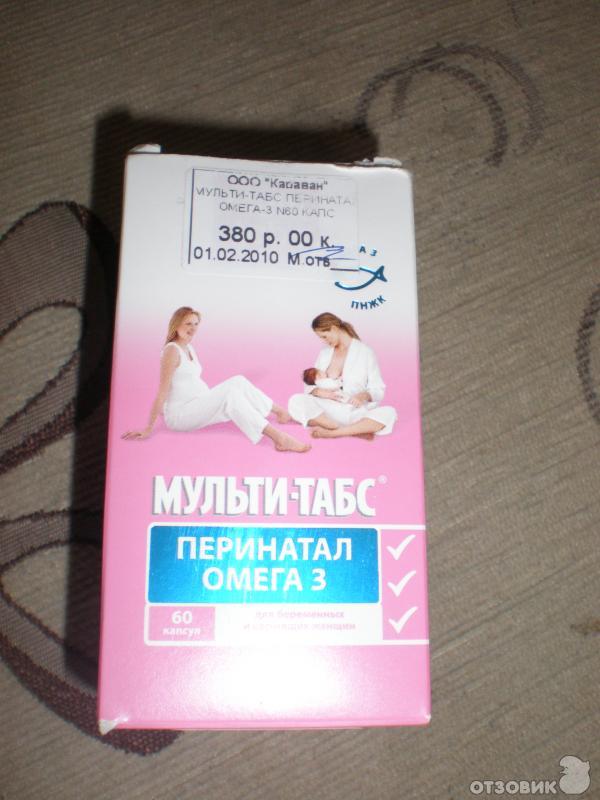 ООО "Караван"
МУЛЬТИ-ТАБС ПЕРИНАТАЛ
ОМЕГА-3 N60 КАПС
380 р. 00 к.
01.02.2010 М.отв
А 3
ПНЖК
МУЛЬТИ-ТАБС®
ПЕРИНАТАЛ
ОМЕГА 3
60
капсул
для беременных
и кормящих женщин
ОТЗОВИК